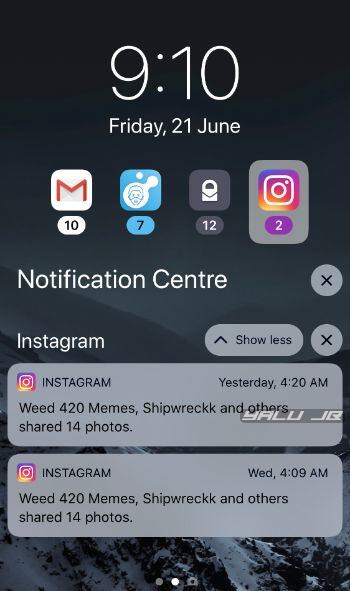 9:10
Friday, 21 June
10
7
12
2
Notification Centre
Instagram
Show less
INSTAGRAM Yesterday, 4:20 AM
Weed 420 Memes, Shipwreckk and others
shared 14 photos.
YALU JB
INSTAGRAM Wed, 4:09 AM
Weed 420 Memes, Shipwreckk and others
shared 14 photos.